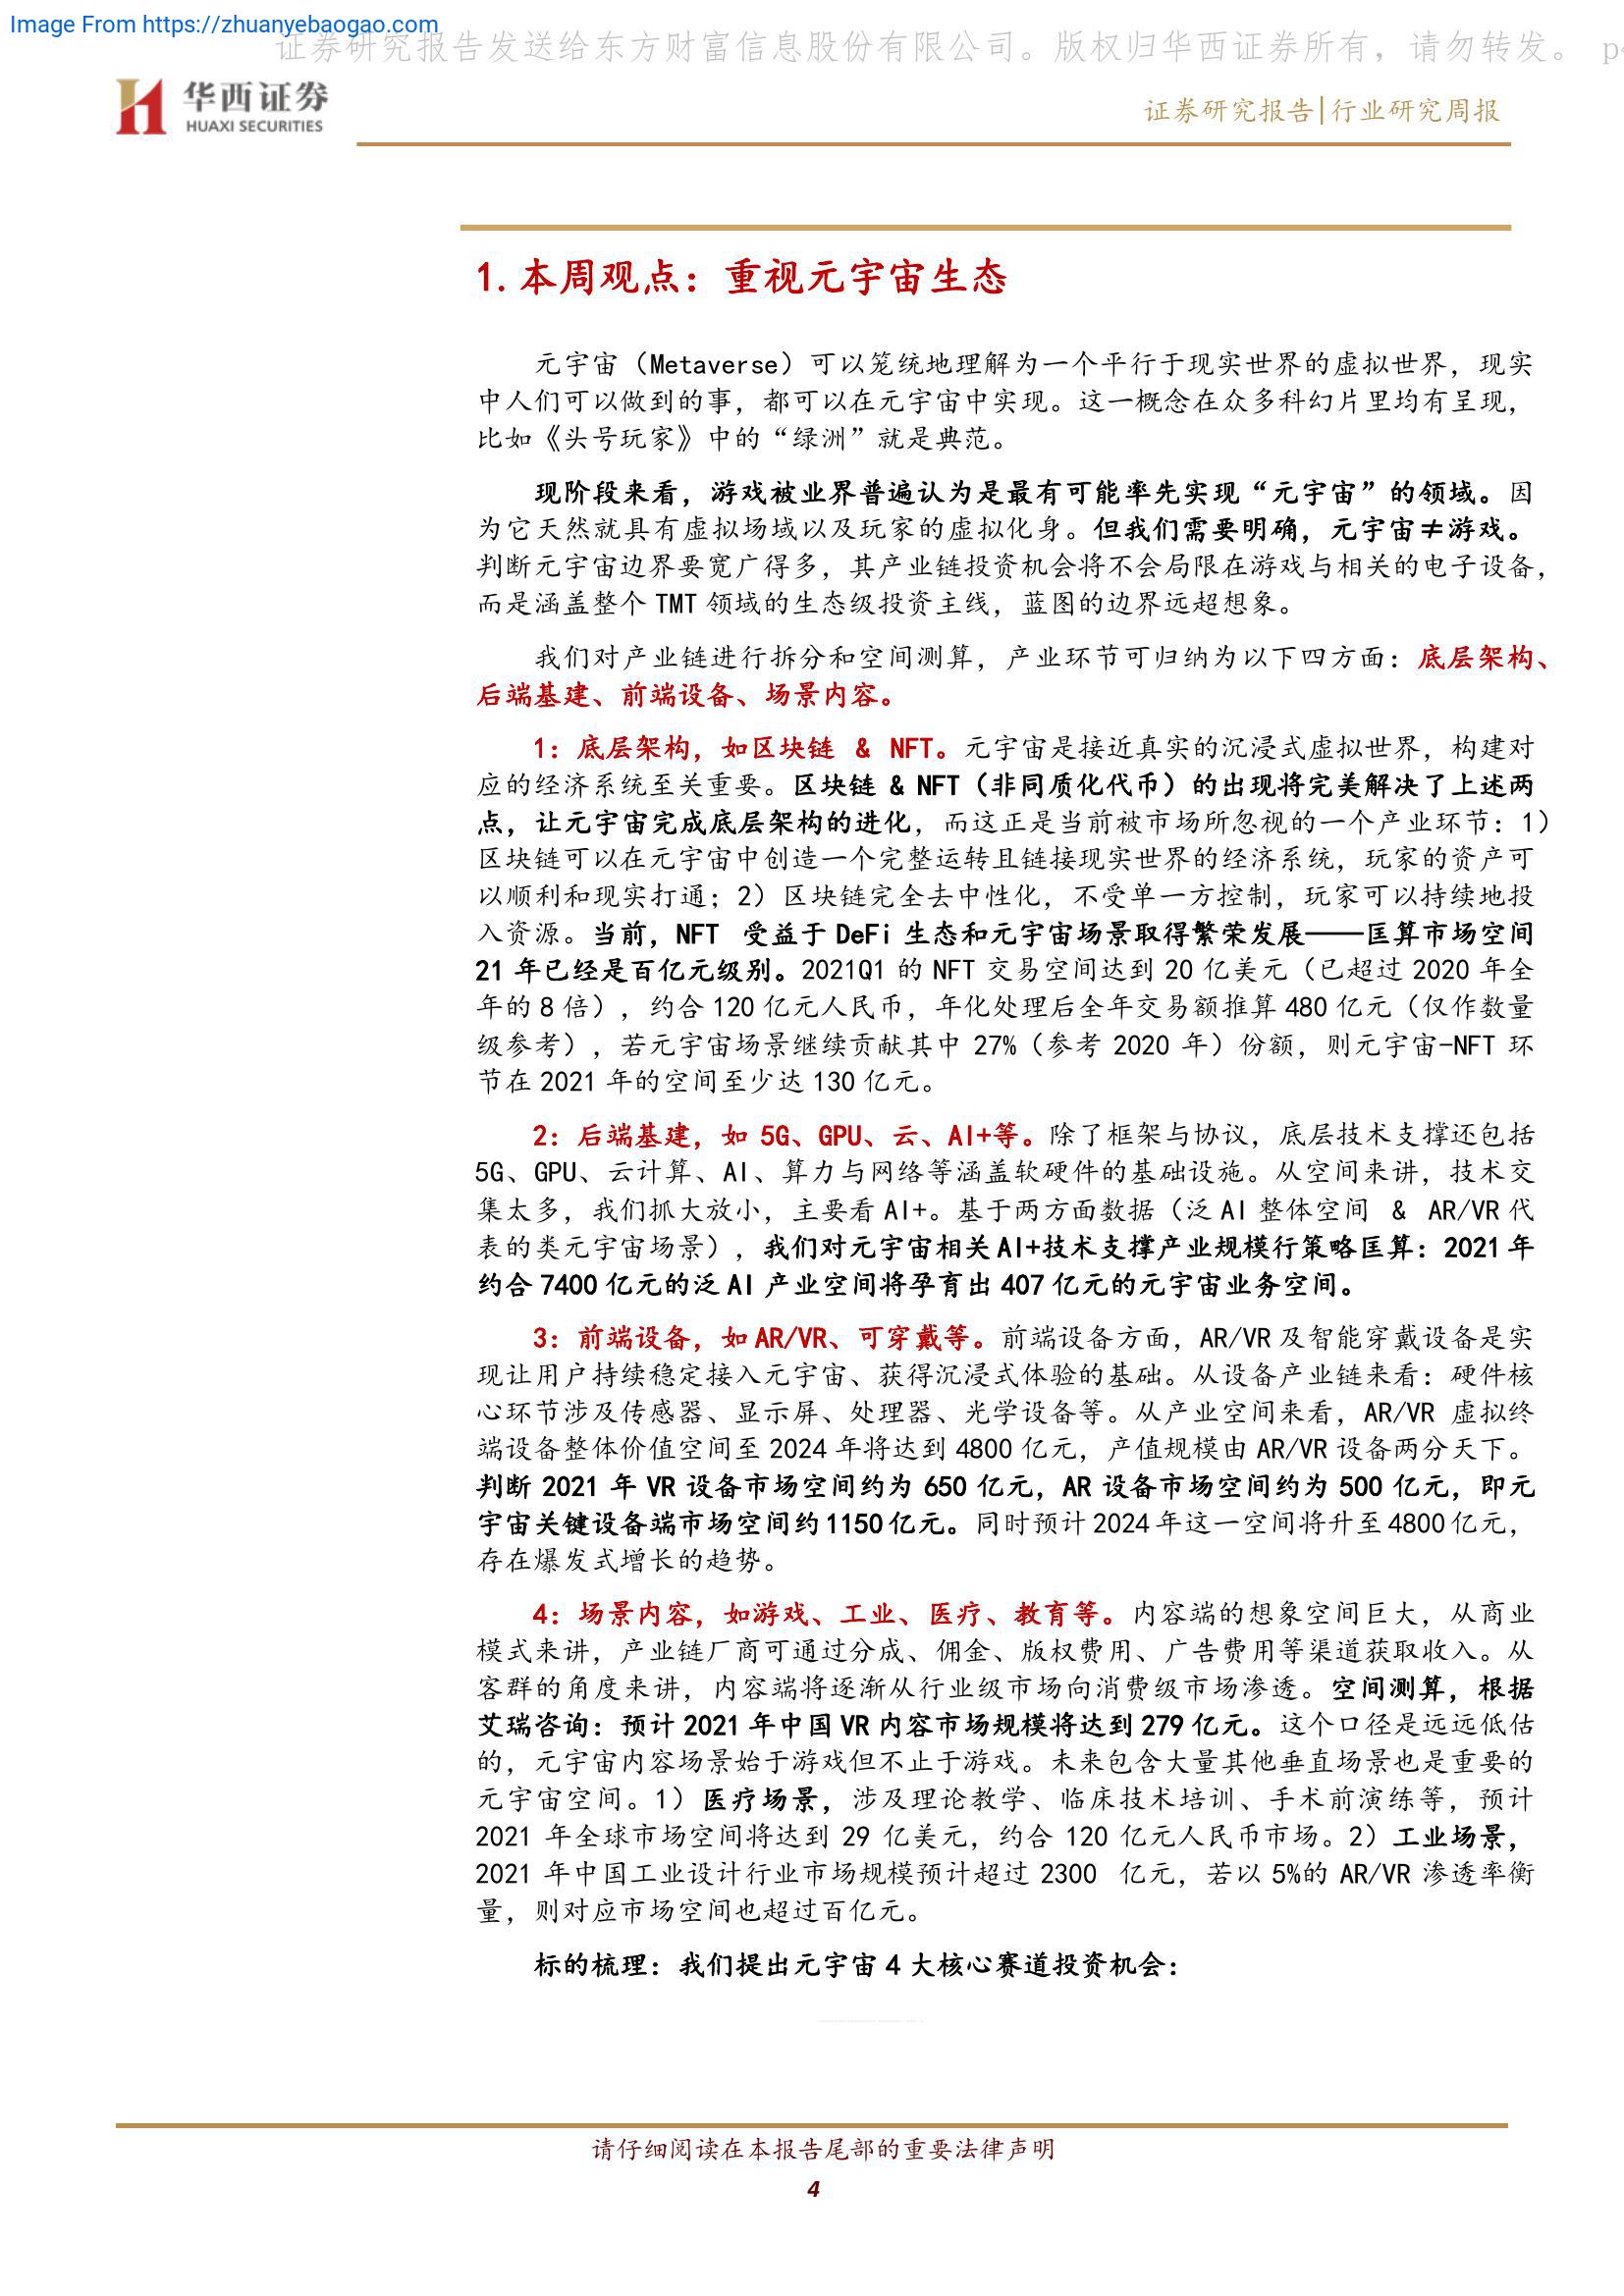 Image From https://zhuanyebaogao.com
证券研究报告发送给东方财富信息股份有限公司。版权归华西证券所有，请勿转发。 p4
华西证券
HUAXI SECURITIES
证券研究报告|行业研究周报
1.本周观点：重视元宇宙生态
元宇宙（Metaverse）可以笼统地理解为一个平行于现实世界的虚拟世界，现实
中人们可以做到的事，都可以在元宇宙中实现。这一概念在众多科幻片里均有呈现，
比如《头号玩家》中的“绿洲”就是典范。
现阶段来看，游戏被业界普遍认为是最有可能率先实现“元宇宙”的领域。因
为它天然就具有虚拟场域以及玩家的虚拟化身。但我们需要明确，元宇宙≠游戏。
判断元宇宙边界要宽广得多，其产业链投资机会将不会局限在游戏与相关的电子设备，
而是涵盖整个 TMT 领域的生态级投资主线，蓝图的边界远超想象。
我们对产业链进行拆分和空间测算，产业环节可归纳为以下四方面：底层架构、
后端基建、前端设备、场景内容。
1：底层架构，如区块链 & NFT。元宇宙是接近真实的沉浸式虚拟世界，构建对
应的经济系统至关重要。区块链 & NFT（非同质化代币）的出现将完美解决了上述两
点，让元宇宙完成底层架构的进化，而这正是当前被市场所忽视的一个产业环节：1）
区块链可以在元宇宙中创造一个完整运转且链接现实世界的经济系统，玩家的资产可
以顺利和现实打通；2）区块链完全去中性化，不受单一方控制，玩家可以持续地投
入资源。当前，NFT 受益于 DeFi 生态和元宇宙场景取得繁荣发展——匡算市场空间
21 年已经是百亿元级别。2021Q1 的 NFT 交易空间达到 20 亿美元（已超过 2020 年全
年的 8 倍），约合 120 亿元人民币，年化处理后全年交易额推算 480 亿元（仅作数量
级参考），若元宇宙场景继续贡献其中 27%（参考 2020 年）份额，则元宇宙-NFT 环
节在 2021 年的空间至少达 130 亿元。
2：后端基建，如 5G、GPU、云、AI+等。除了框架与协议，底层技术支撑还包括
5G、GPU、云计算、AI、算力与网络等涵盖软硬件的基础设施。从空间来讲，技术交
集太多，我们抓大放小，主要看 AI+。基于两方面数据（泛 AI 整体空间 & AR/VR 代
表的类元宇宙场景），我们对元宇宙相关 AI+技术支撑产业规模行策略匡算：2021 年
约合 7400 亿元的泛 AI 产业空间将孕育出 407 亿元的元宇宙业务空间。
3：前端设备，如 AR/VR、可穿戴等。前端设备方面，AR/VR 及智能穿戴设备是实
现让用户持续稳定接入元宇宙、获得沉浸式体验的基础。从设备产业链来看：硬件核
心环节涉及传感器、显示屏、处理器、光学设备等。从产业空间来看，AR/VR 虚拟终
端设备整体价值空间至 2024 年将达到 4800 亿元，产值规模由 AR/VR 设备两分天下。
判断 2021 年 VR 设备市场空间约为 650 亿元，AR 设备市场空间约为 500 亿元，即元
宇宙关键设备端市场空间约 1150 亿元。同时预计 2024 年这一空间将升至 4800 亿元，
存在爆发式增长的趋势。
4：场景内容，如游戏、工业、医疗、教育等。内容端的想象空间巨大，从商业
模式来讲，产业链厂商可通过分成、佣金、版权费用、广告费用等渠道获取收入。从
客群的角度来讲，内容端将逐渐从行业级市场向消费级市场渗透。空间测算，根据
艾瑞咨询：预计 2021 年中国 VR 内容市场规模将达到 279 亿元。这个口径是远远低估
的，元宇宙内容场景始于游戏但不止于游戏。未来包含大量其他垂直场景也是重要的
元宇宙空间。1）医疗场景，涉及理论教学、临床技术培训、手术前演练等，预计
2021 年全球市场空间将达到 29 亿美元，约合 120 亿元人民币市场。2）工业场景，
2021 年中国工业设计行业市场规模预计超过 2300 亿元，若以 5%的 AR/VR 渗透率衡
量，则对应市场空间也超过百亿元。
标的梳理：我们提出元宇宙 4 大核心赛道投资机会：
请仔细阅读在本报告尾部的重要法律声明
4